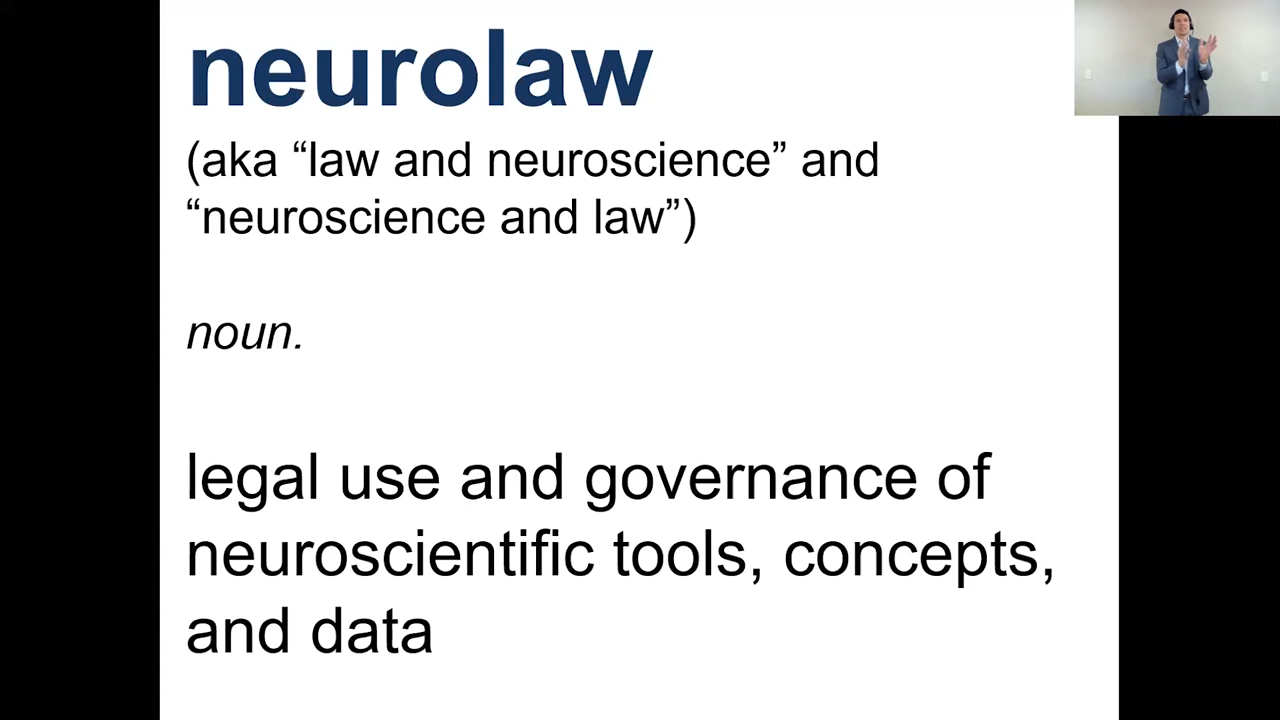 neurolaw
(aka “law and neuroscience” and
“neuroscience and law”)
noun.
legal use and governance of
neuroscientific tools, concepts,
and data